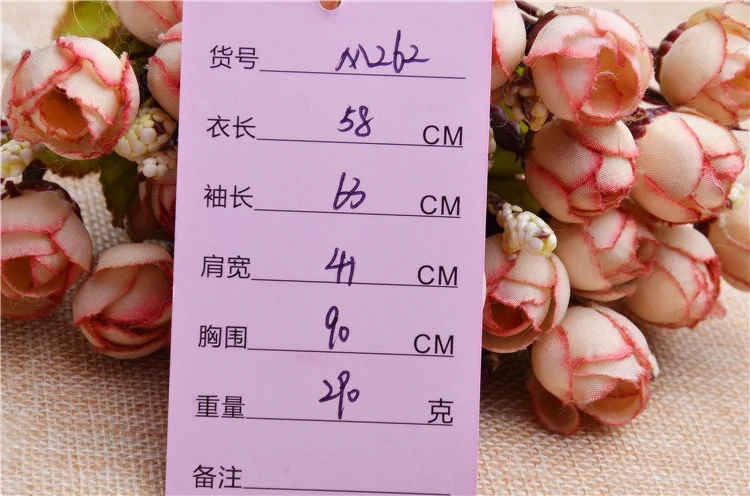 货号 M262
衣长 58 CM
袖长 63 CM
肩宽 41 CM
胸围 90 CM
重量 290 克
备注